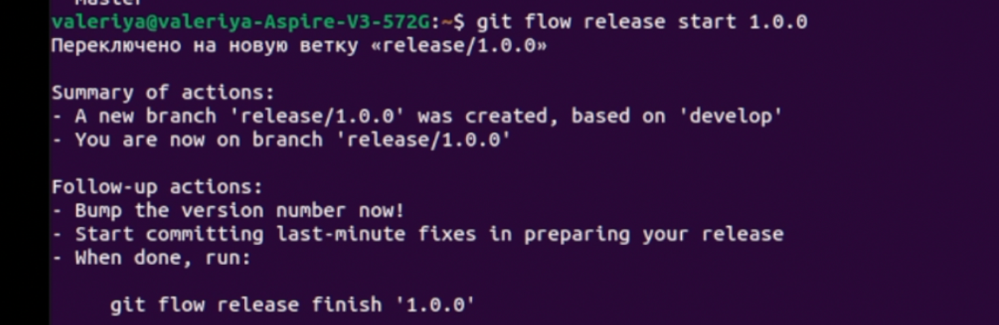 master
valeriya@valeriya-Aspire-V3-572G:~$ git flow release start 1.0.0
Переключено на новую ветку «release/1.0.0»
Summary of actions:
- A new branch 'release/1.0.0' was created, based on 'develop'
- You are now on branch 'release/1.0.0'
Follow-up actions:
- Bump the version number now!
- Start committing last-minute fixes in preparing your release
- When done, run:
git flow release finish '1.0.0'